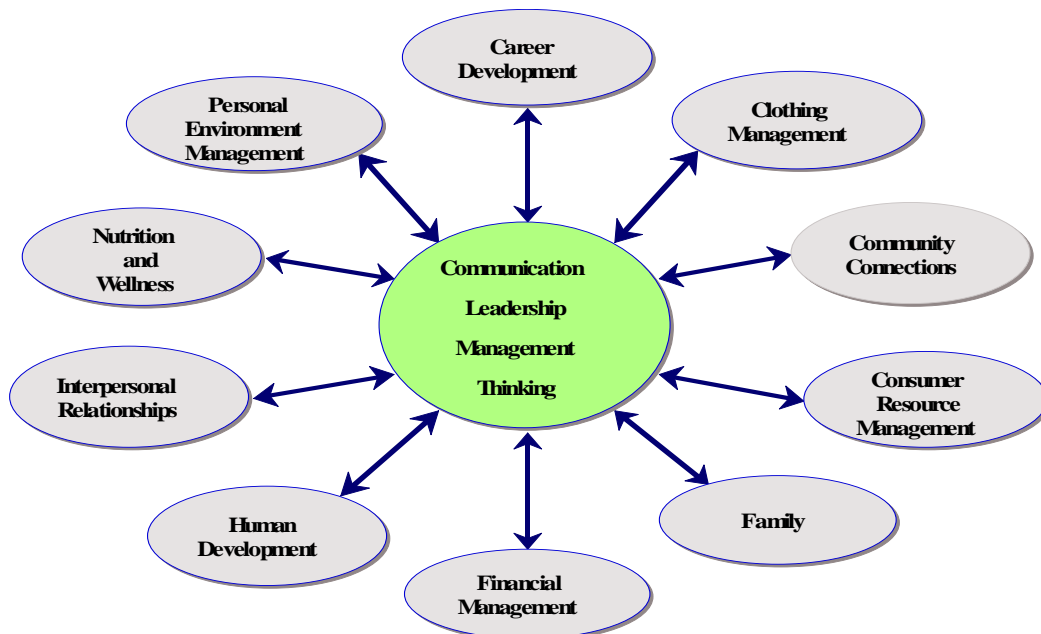 Career
Development
Clothing
Management
Personal
Environment
Management
Community
Connections
Nutrition
and
Wellness
Communication
Leadership
Management
Thinking
Consumer
Resource
Management
Interpersonal
Relationships
Family
Human
Development
Financial
Management